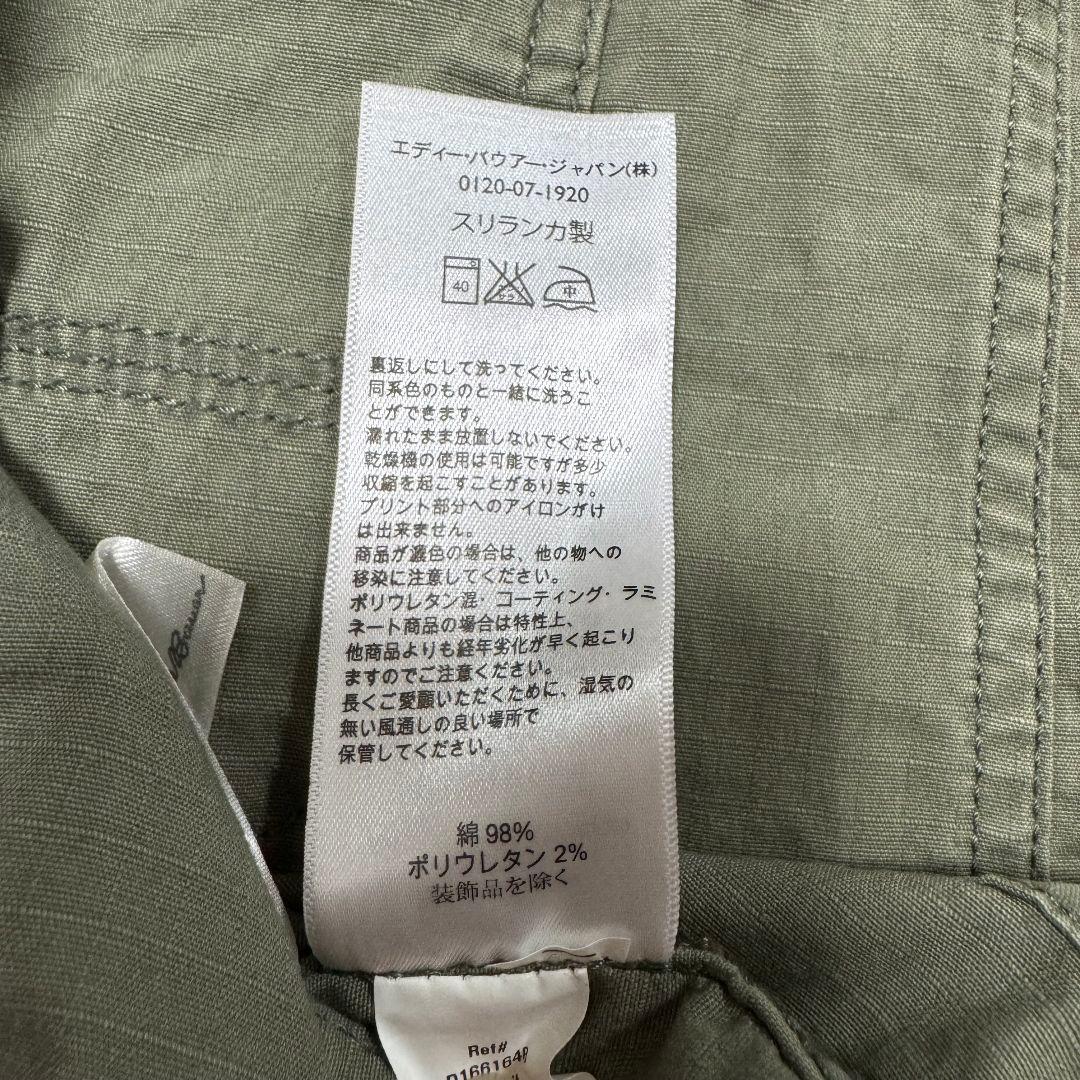 エディー・バウアー・ジャパン(株)
0120-07-1920
スリランカ製
40
中
裏返しにして洗ってください。
同系色のものと一緒に洗うこ
とができます。
濡れたまま放置しないでください。
乾燥機の使用は可能ですが多少
収縮を起こすことがあります。
プリント部分へのアイロンがけ
は出来ません。
商品が濃色の場合は、他の物への
移染に注意してください。
ポリウレタン混・コーティング・ラミ
ネート商品の場合は特性上、
他商品よりも経年劣化が早く起こり
ますのでご注意ください。
長くご愛顧いただくために、湿気の
無い風通しの良い場所で
保管してください。
綿 98%
ポリウレタン 2%
装飾品を除く
Bauer
Ref#